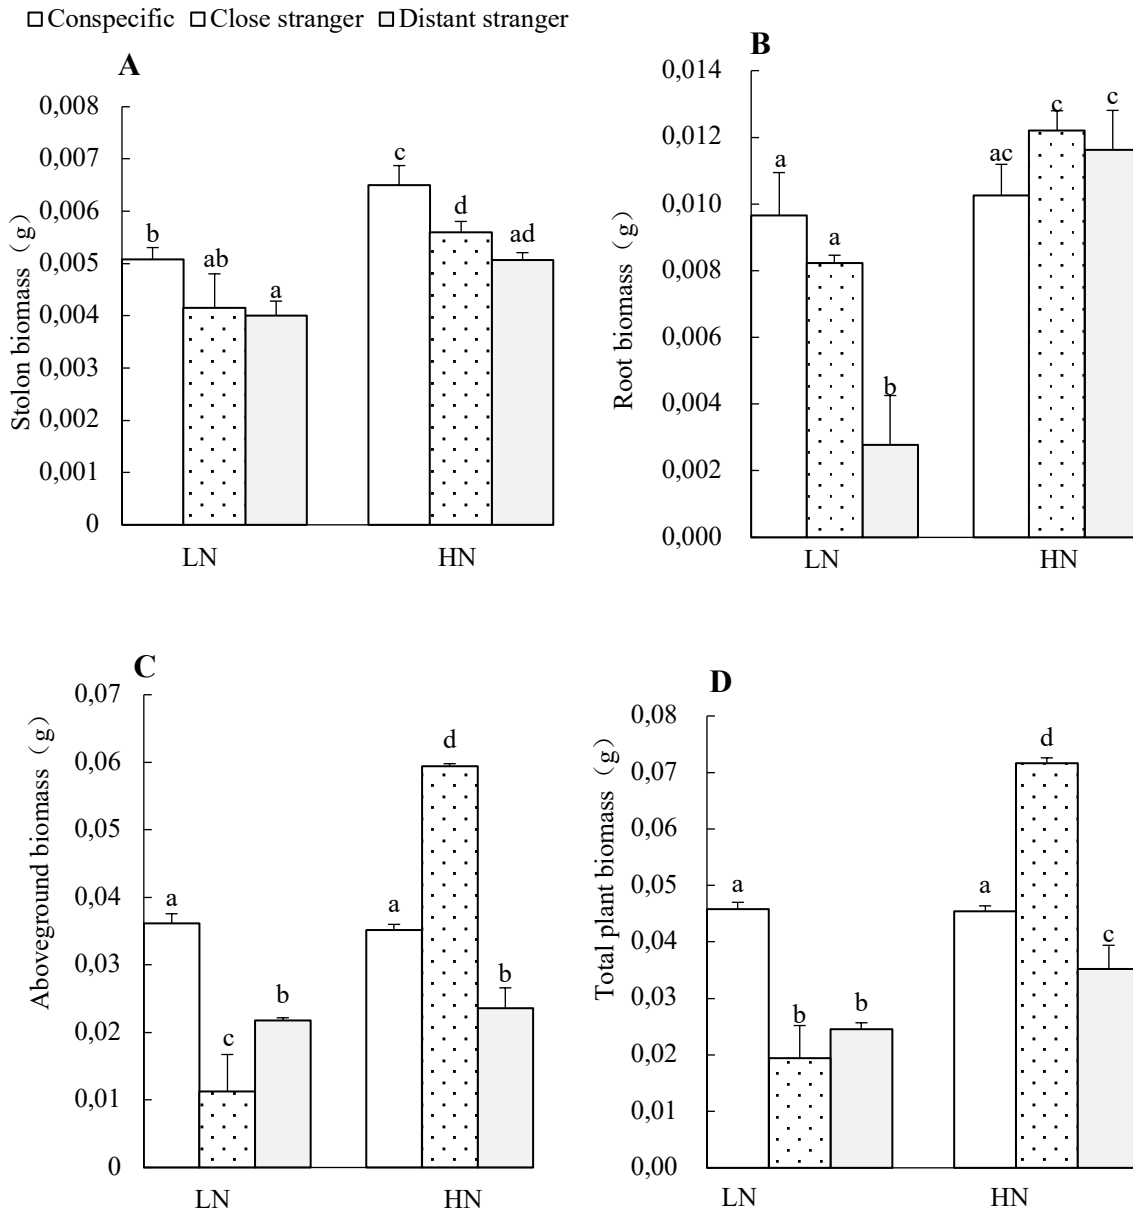 Conspecific Close stranger Distant stranger
A
0,008
0,007
0,006
0,005
0,004
0,003
0,002
0,001
0
Stolon biomass（g）
b
ab
a
c
d
ad
LN
HN
B
0,014
0,012
0,010
0,008
0,006
0,004
0,002
0,000
Root biomass（g）
a
a
b
ac
c
c
LN
HN
C
0,07
0,06
0,05
0,04
0,03
0,02
0,01
0
Aboveground biomass（g）
a
c
b
a
d
b
LN
HN
D
0,08
0,07
0,06
0,05
0,04
0,03
0,02
0,01
0,00
Total plant biomass（g）
a
b
b
a
d
c
LN
HN